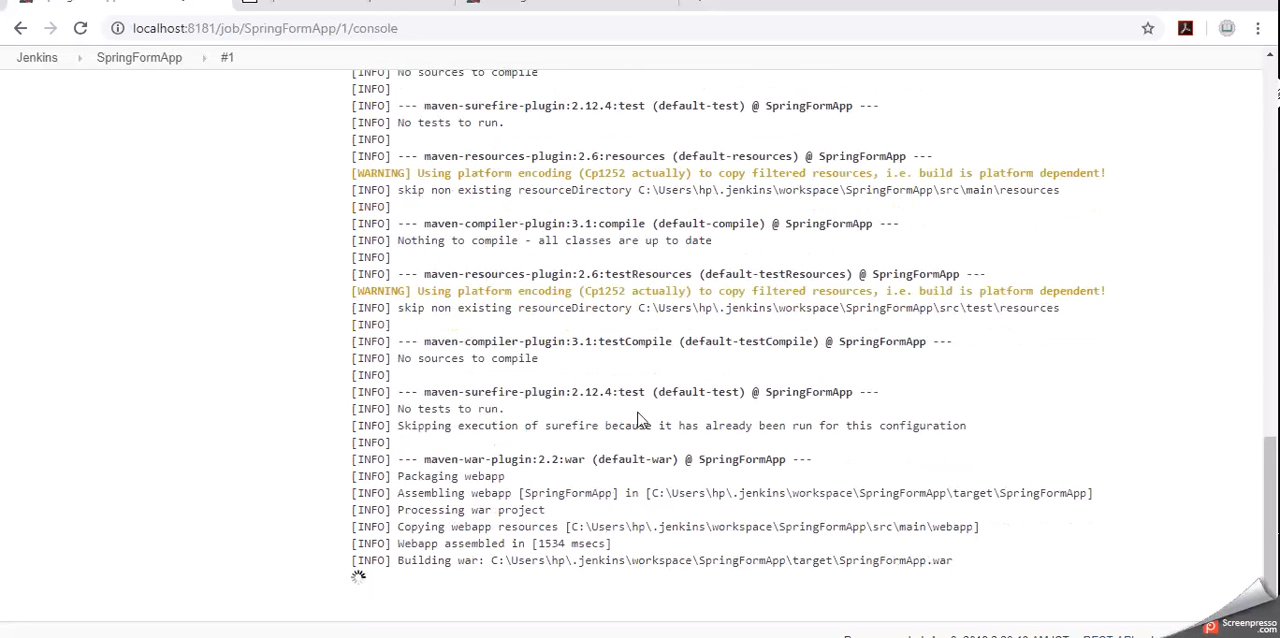 localhost:8181/job/SpringFormApp/1/console
Jenkins SpringFormApp #1
[INFO] No sources to compile
[INFO]
[INFO] --- maven-surefire-plugin:2.12.4:test (default-test) @ SpringFormApp ---
[INFO] No tests to run.
[INFO]
[INFO] --- maven-resources-plugin:2.6:resources (default-resources) @ SpringFormApp ---
[WARNING] Using platform encoding (Cp1252 actually) to copy filtered resources, i.e. build is platform dependent!
[INFO] skip non existing resourceDirectory C:\Users\hp\.jenkins\workspace\SpringFormApp\src\main\resources
[INFO]
[INFO] --- maven-compiler-plugin:3.1:compile (default-compile) @ SpringFormApp ---
[INFO] Nothing to compile - all classes are up to date
[INFO]
[INFO] --- maven-resources-plugin:2.6:testResources (default-testResources) @ SpringFormApp ---
[WARNING] Using platform encoding (Cp1252 actually) to copy filtered resources, i.e. build is platform dependent!
[INFO] skip non existing resourceDirectory C:\Users\hp\.jenkins\workspace\SpringFormApp\src\test\resources
[INFO]
[INFO] --- maven-compiler-plugin:3.1:testCompile (default-testCompile) @ SpringFormApp ---
[INFO] No sources to compile
[INFO]
[INFO] --- maven-surefire-plugin:2.12.4:test (default-test) @ SpringFormApp ---
[INFO] No tests to run.
[INFO] Skipping execution of surefire because it has already been run for this configuration
[INFO]
[INFO] --- maven-war-plugin:2.2:war (default-war) @ SpringFormApp ---
[INFO] Packaging webapp
[INFO] Assembling webapp [SpringFormApp] in [C:\Users\hp\.jenkins\workspace\SpringFormApp\target\SpringFormApp]
[INFO] Processing war project
[INFO] Copying webapp resources [C:\Users\hp\.jenkins\workspace\SpringFormApp\src\main\webapp]
[INFO] Webapp assembled in [1534 msecs]
[INFO] Building war: C:\Users\hp\.jenkins\workspace\SpringFormApp\target\SpringFormApp.war
Screenpresso
.com